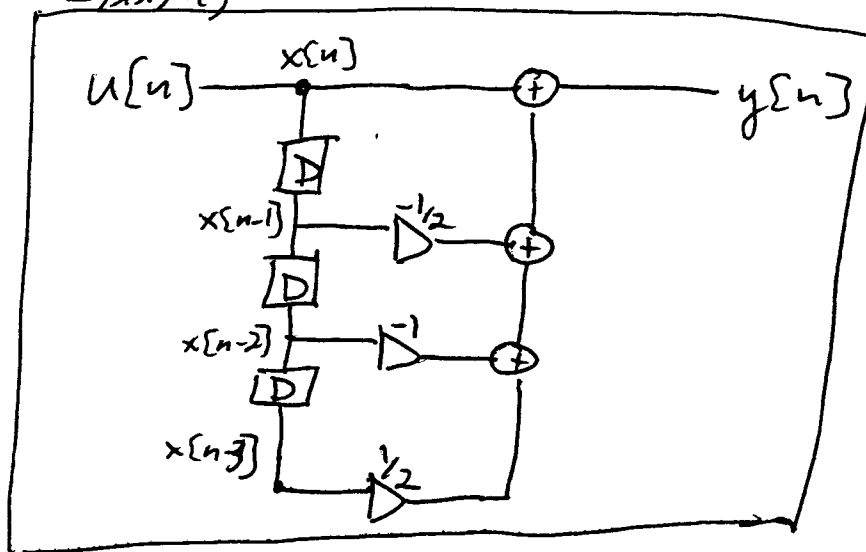 x[n]
u[n] + y[n]
D
x[n-1] -1/2 +
D
x[n-2] -1 +
D
x[n-3] 1/2